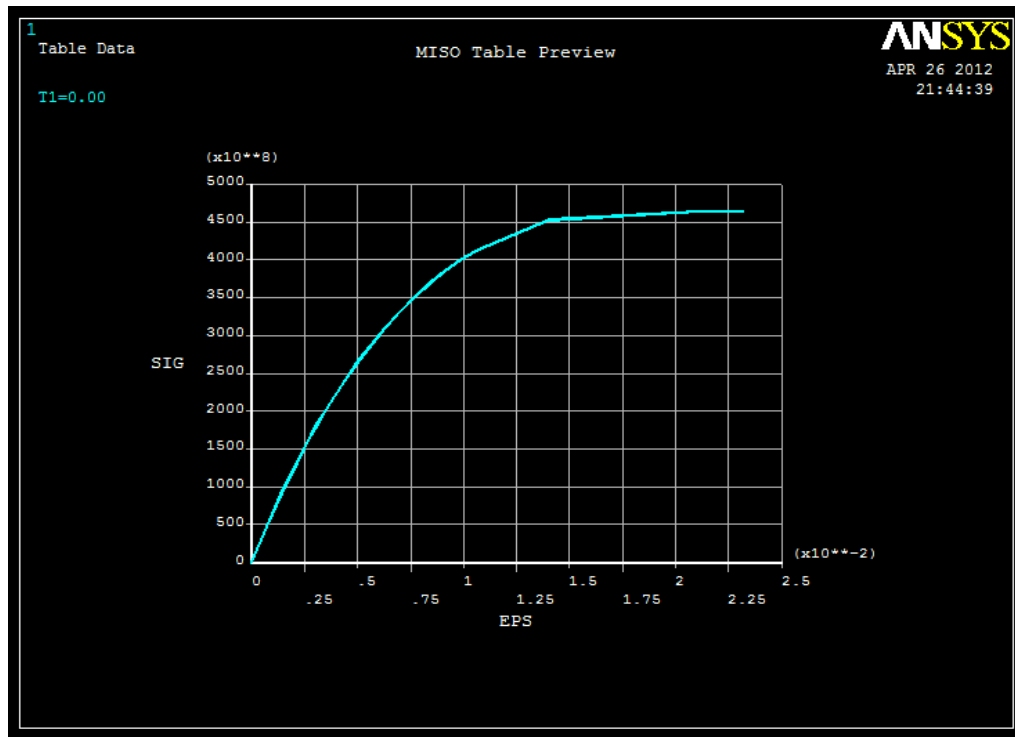 1
Table Data
MISO Table Preview
ANSYS
APR 26 2012
21:44:39
T1=0.00
(x10**8)
5000
4500
4000
3500
3000
SIG
2500
2000
1500
1000
500
0
(x10**-2)
0 .5 1 1.5 2 2.5
.25 .75 1.25 1.75 2.25
EPS